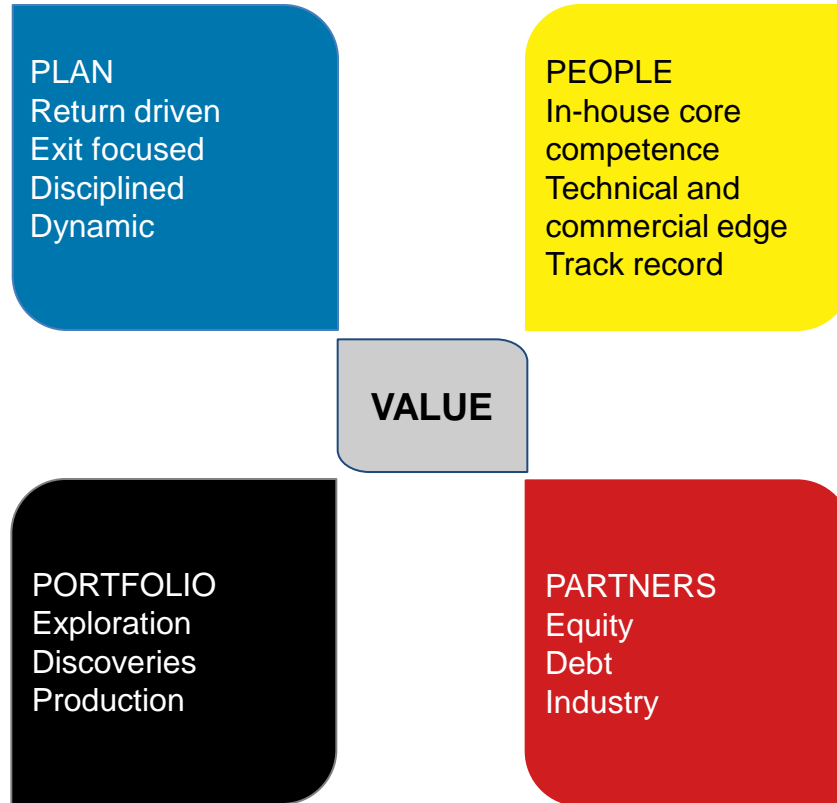 PLAN
Return driven
Exit focused
Disciplined
Dynamic
PEOPLE
In-house core
competence
Technical and
commercial edge
Track record
VALUE
PORTFOLIO
Exploration
Discoveries
Production
PARTNERS
Equity
Debt
Industry